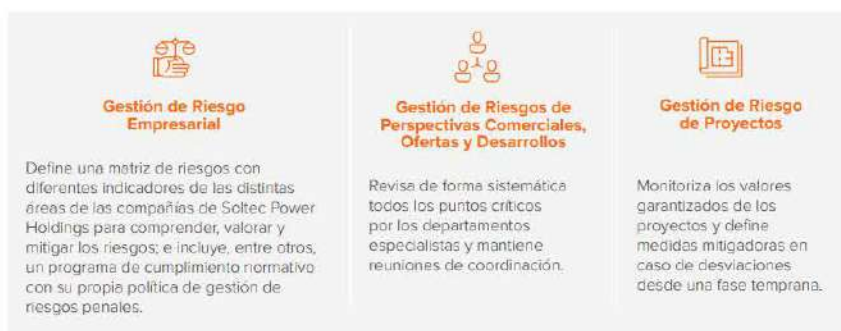 Gestión de Riesgo
Empresarial
Define una matriz de riesgos con
diferentes indicadores de las distintas
áreas de las compañías de Soltec Power
Holdings para comprender, valorar y
mitigar los riesgos; e incluye, entre otros,
un programa de cumplimiento normativo
con su propia política de gestión de
riesgos penales.
Gestión de Riesgos de
Perspectivas Comerciales,
Ofertas y Desarrollos
Revisa de forma sistemática
todos los puntos críticos
por los departamentos
especialistas y mantiene
reuniones de coordinación.
Gestión de Riesgo
de Proyectos
Monitoriza los valores
garantizados de los
proyectos y define
medidas mitigadoras en
caso de desviaciones
desde una fase temprana.